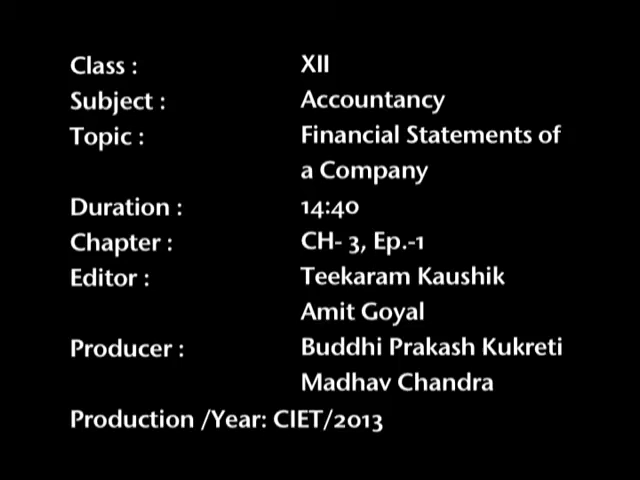 Class : XII
Subject : Accountancy
Topic : Financial Statements of
a Company
Duration : 14:40
Chapter : CH- 3, Ep.-1
Editor : Teekaram Kaushik
Amit Goyal
Producer : Buddhi Prakash Kukreti
Madhav Chandra
Production /Year: CIET/2013